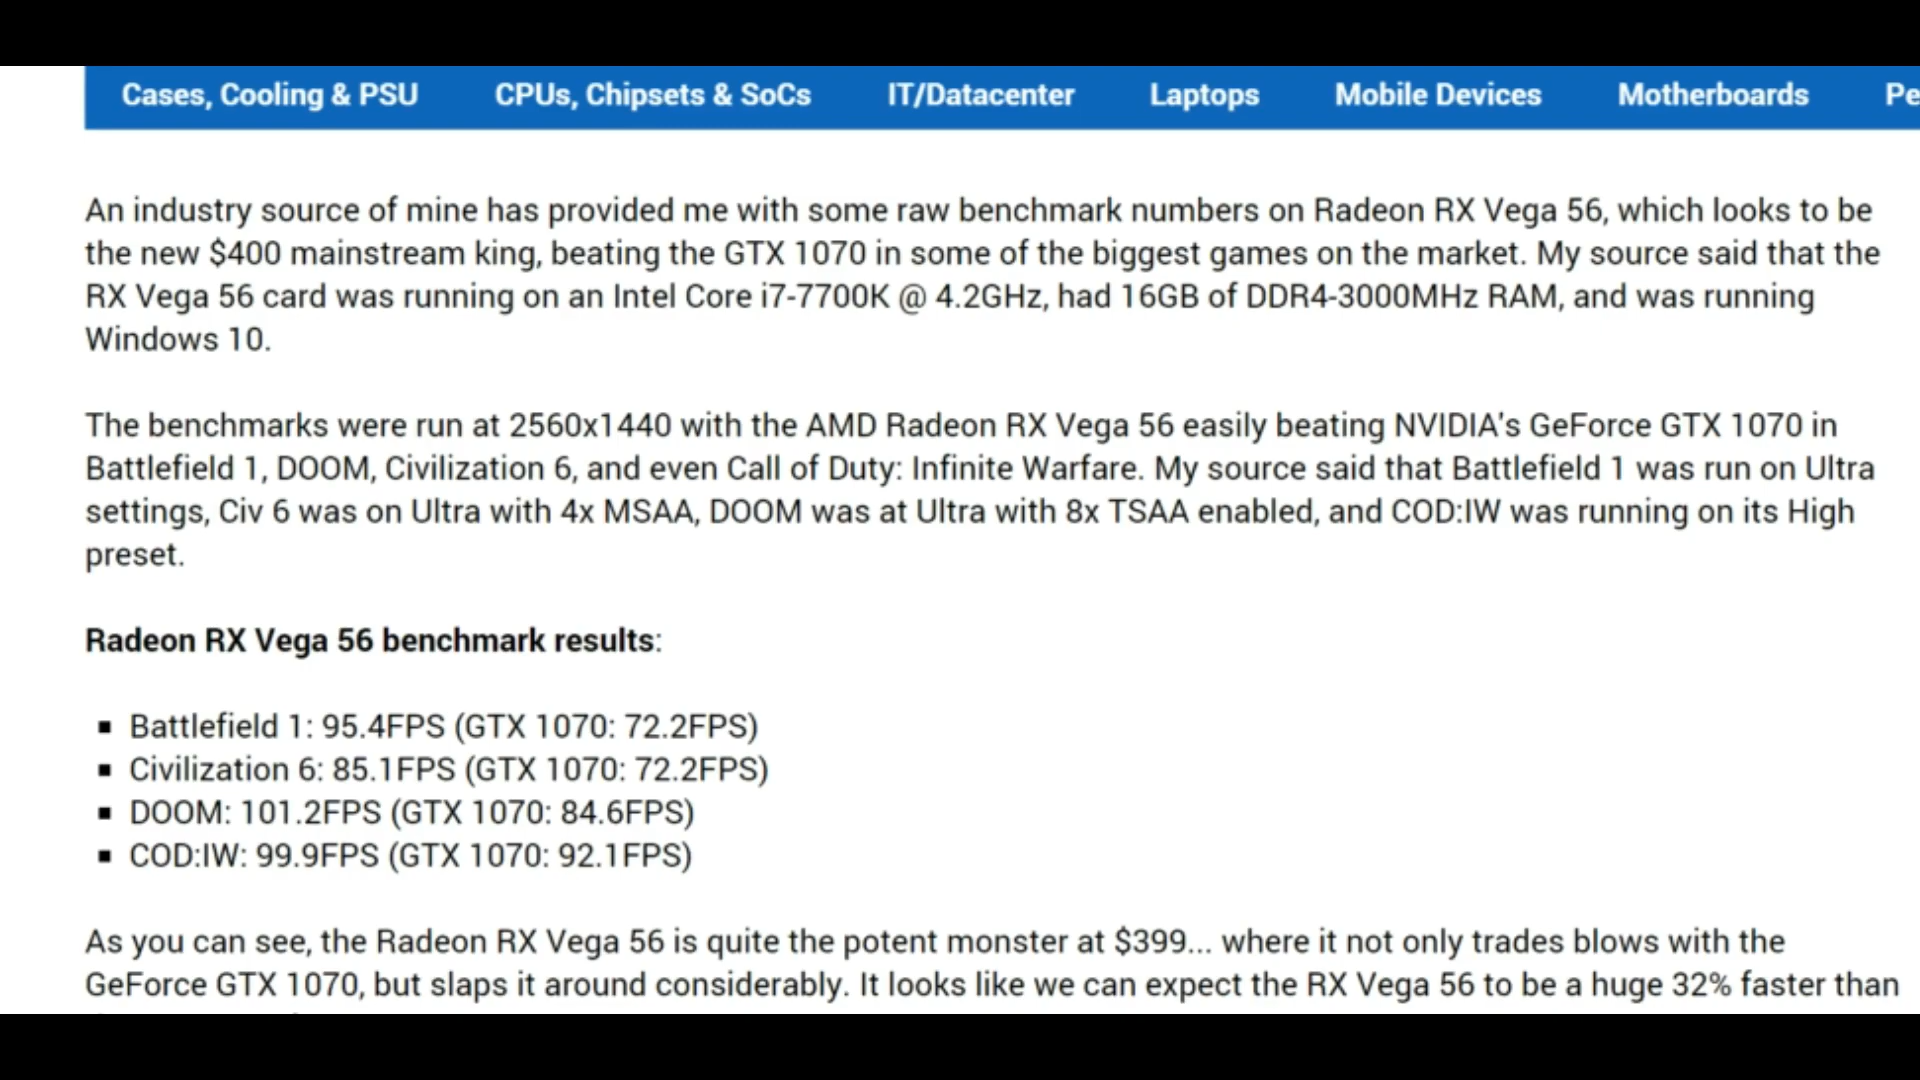 Cases, Cooling & PSU CPUs, Chipsets & SoCs IT/Datacenter Laptops Mobile Devices Motherboards Pe
An industry source of mine has provided me with some raw benchmark numbers on Radeon RX Vega 56, which looks to be
the new $400 mainstream king, beating the GTX 1070 in some of the biggest games on the market. My source said that the
RX Vega 56 card was running on an Intel Core i7-7700K @ 4.2GHz, had 16GB of DDR4-3000MHz RAM, and was running
Windows 10.
The benchmarks were run at 2560x1440 with the AMD Radeon RX Vega 56 easily beating NVIDIA's GeForce GTX 1070 in
Battlefield 1, DOOM, Civilization 6, and even Call of Duty: Infinite Warfare. My source said that Battlefield 1 was run on Ultra
settings, Civ 6 was on Ultra with 4x MSAA, DOOM was at Ultra with 8x TSAA enabled, and COD:IW was running on its High
preset.
Radeon RX Vega 56 benchmark results:
▪ Battlefield 1: 95.4FPS (GTX 1070: 72.2FPS)
▪ Civilization 6: 85.1FPS (GTX 1070: 72.2FPS)
▪ DOOM: 101.2FPS (GTX 1070: 84.6FPS)
▪ COD:IW: 99.9FPS (GTX 1070: 92.1FPS)
As you can see, the Radeon RX Vega 56 is quite the potent monster at $399... where it not only trades blows with the
GeForce GTX 1070, but slaps it around considerably. It looks like we can expect the RX Vega 56 to be a huge 32% faster than